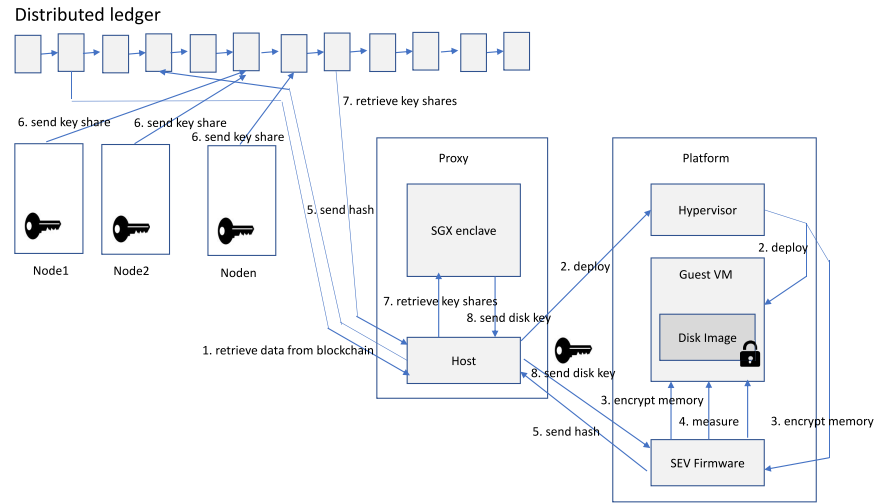 Distributed ledger
7. retrieve key shares
6. send key share
6. send key share
6. send key share
Proxy
Platform
SGX enclave
Hypervisor
5. send hash
2. deploy
Node1
Node2
Noden
2. deploy
Guest VM
7. retrieve key shares
8. send disk key
Disk Image
1. retrieve data from blockchain
Host
8. send disk key
3. encrypt memory
4. measure
3. encrypt memory
5. send hash
SEV Firmware